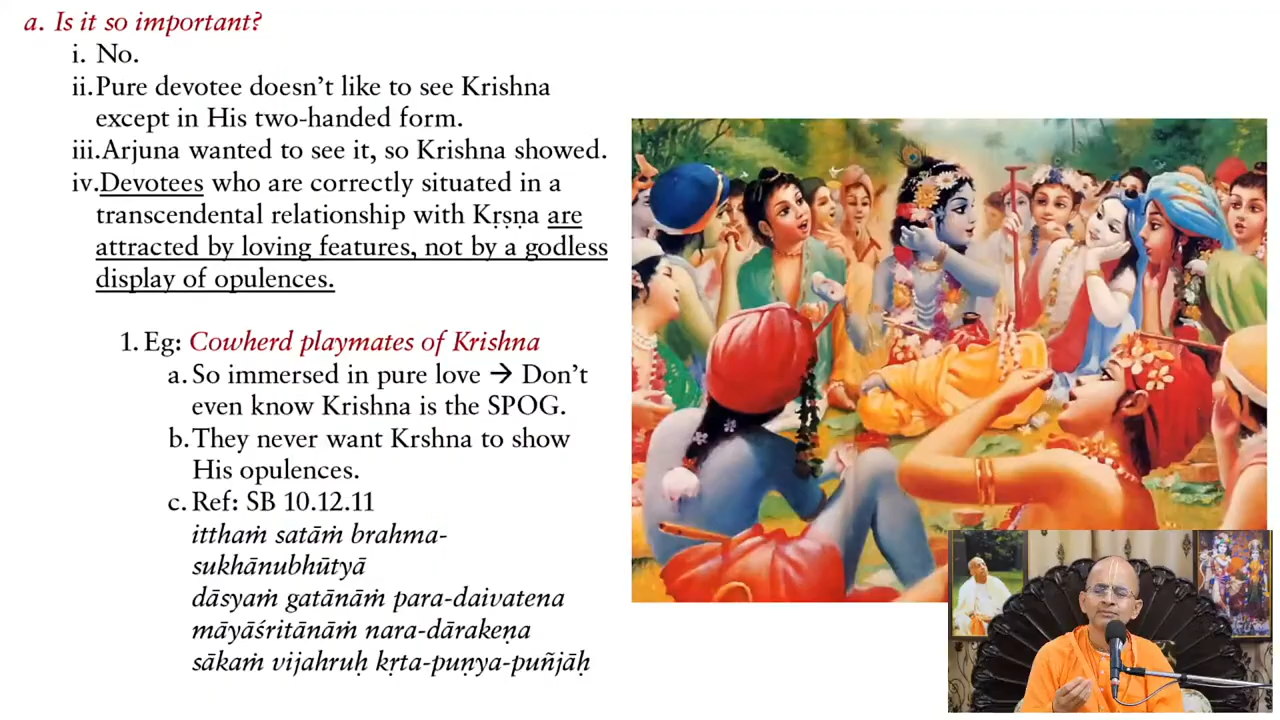 a. Is it so important?
i. No.
ii. Pure devotee doesn’t like to see Krishna
except in His two-handed form.
iii. Arjuna wanted to see it, so Krishna showed.
iv. Devotees who are correctly situated in a
transcendental relationship with Kṛṣṇa are
attracted by loving features, not by a godless
display of opulences.
1. Eg: Cowherd playmates of Krishna
a. So immersed in pure love → Don’t
even know Krishna is the SPOG.
b. They never want Krshna to show
His opulences.
c. Ref: SB 10.12.11
itthaṁ satāṁ brahma-
sukhānubhūtyā
dāsyaṁ gatānāṁ para-daivatena
māyāśritānāṁ nara-dārakeṇa
sākaṁ vijahruḥ kṛta-puṇya-puñjāḥ